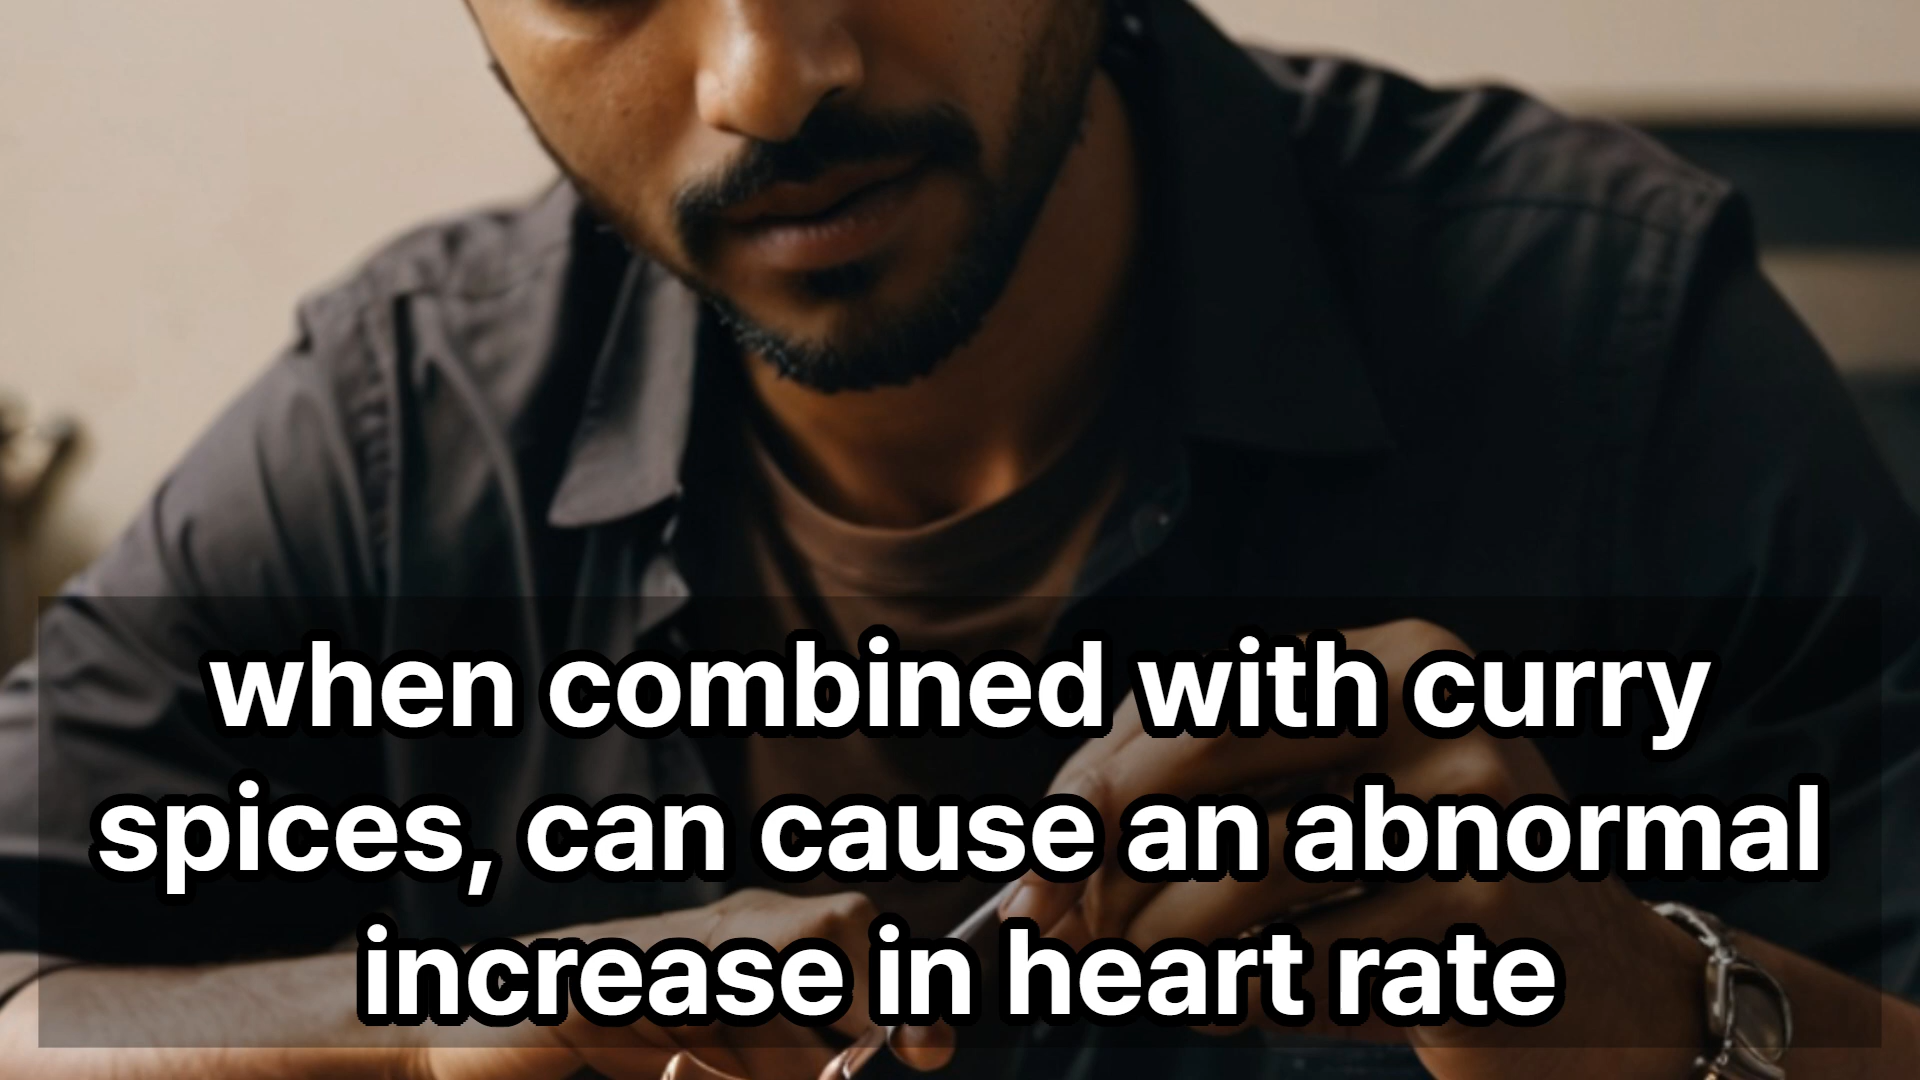 when combined with curry
spices, can cause an abnormal
increase in heart rate